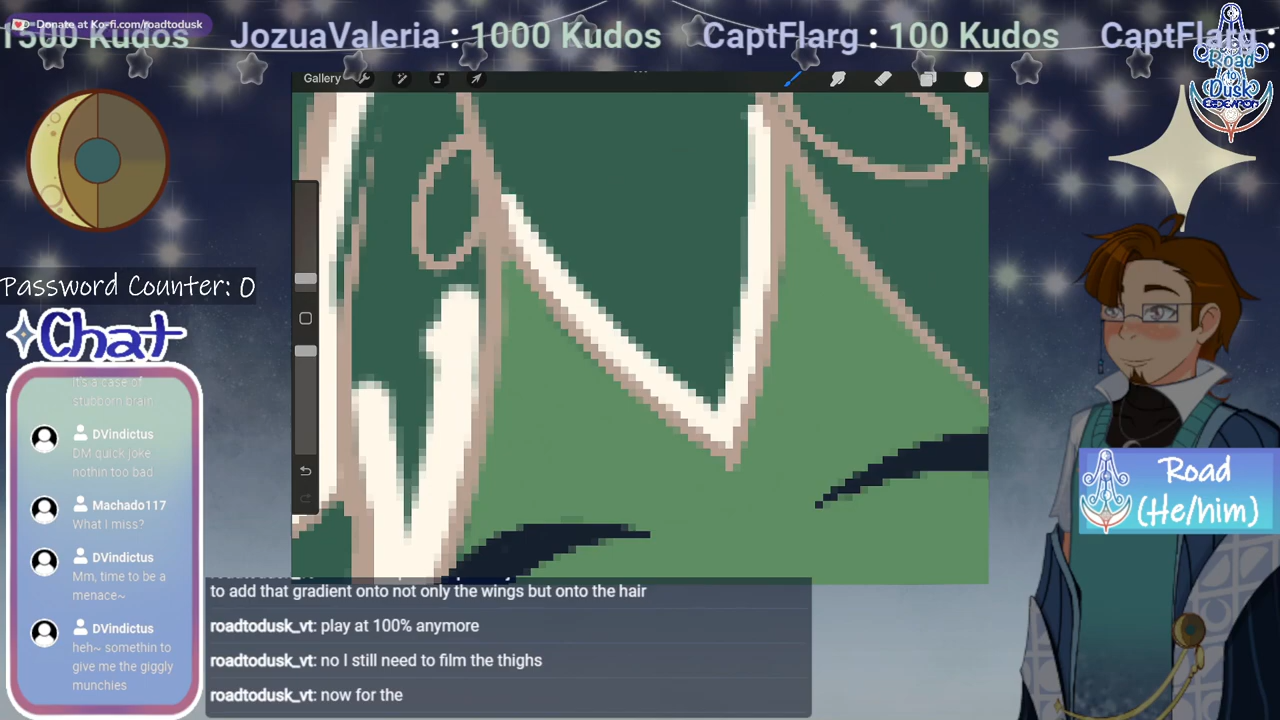 Donate at Ko-fi.com/roadtodusk
1500 Kudos JozuaValeria : 1000 Kudos CaptFlarg : 100 Kudos CaptFlarg :
Road
to
Dusk
Gallery
Password Counter: 0
Chat
It's a case of
stubborn brain
DVindictus
DM quick joke
nothin too bad
Machado117
What I miss?
DVindictus
Mm, time to be a
menace~
DVindictus
heh~ somethin to
give me the giggly
munchies
to add that gradient onto not only the wings but onto the hair
roadtodusk_vt: play at 100% anymore
roadtodusk_vt: no I still need to film the thighs
roadtodusk_vt: now for the
Road
(He/him)